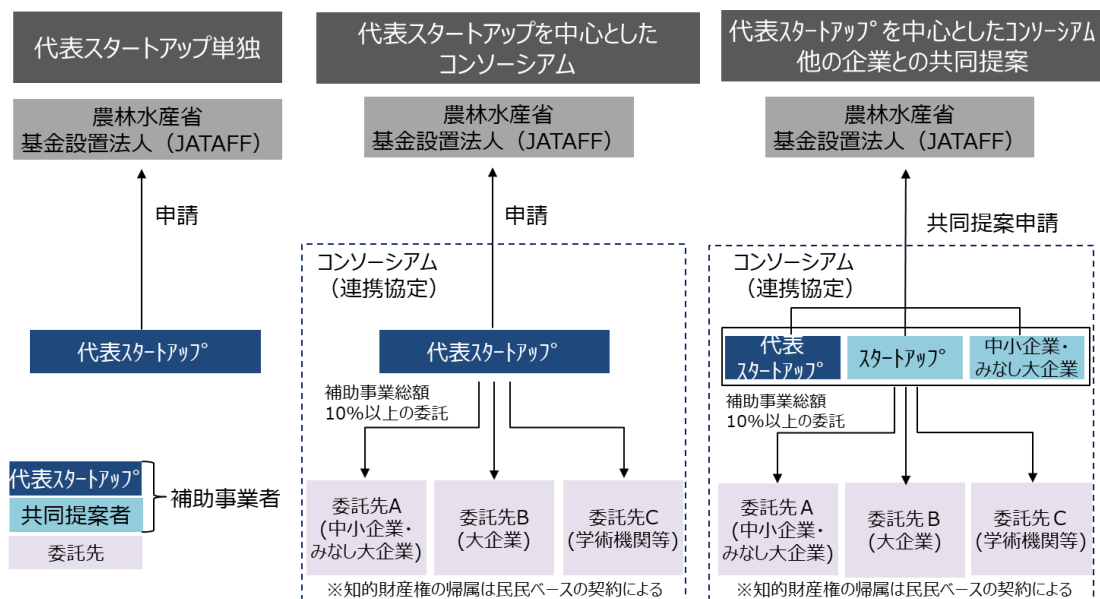 代表スタートアップ単独
農林水産省
基金設置法人（JATAFF）
申請
代表スタートアップ
代表スタートアップ
共同提案者
補助事業者
委託先
代表スタートアップを中心とした
コンソーシアム
農林水産省
基金設置法人（JATAFF）
申請
コンソーシアム
（連携協定）
代表スタートアップ
補助事業総額
10%以上の委託
委託先A
(中小企業・
みなし大企業)
委託先B
(大企業)
委託先C
(学術機関等)
※知的財産権の帰属は民民ベースの契約による
代表スタートアップを中心としたコンソーシアム
他の企業との共同提案
農林水産省
基金設置法人（JATAFF）
共同提案申請
コンソーシアム
（連携協定）
代表
スタートアップ
スタートアップ
中小企業・
みなし大企業
補助事業総額
10%以上の委託
委託先A
(中小企業・
みなし大企業)
委託先B
(大企業)
委託先C
(学術機関等)
※知的財産権の帰属は民民ベースの契約による